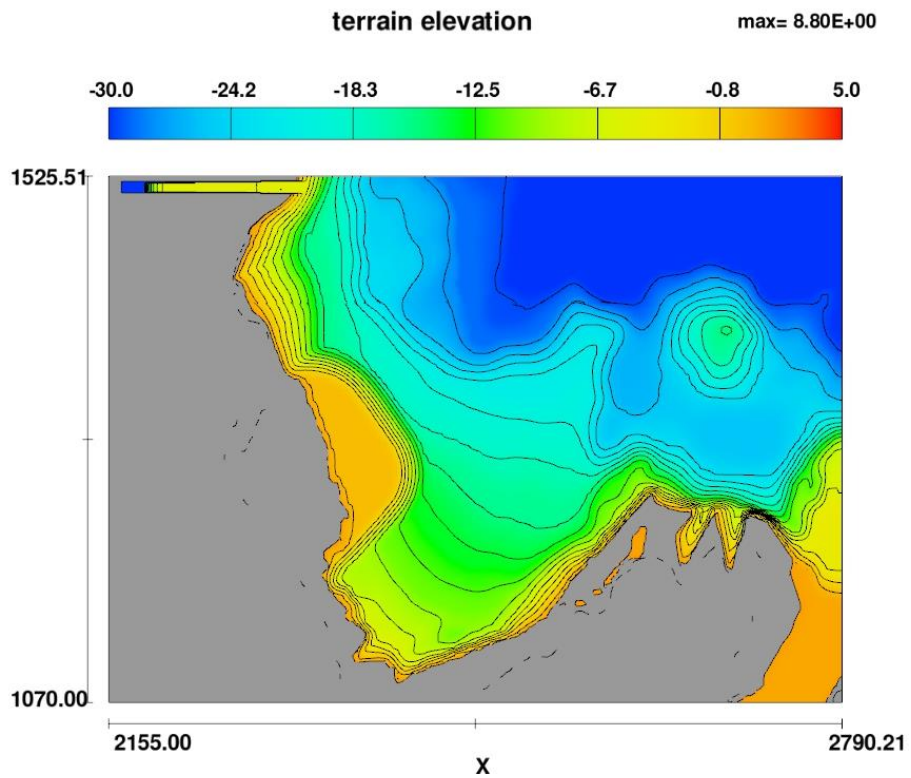 terrain elevation
max= 8.80E+00
-30.0 -24.2 -18.3 -12.5 -6.7 -0.8 5.0
1525.51
1070.00
2155.00 2790.21
X